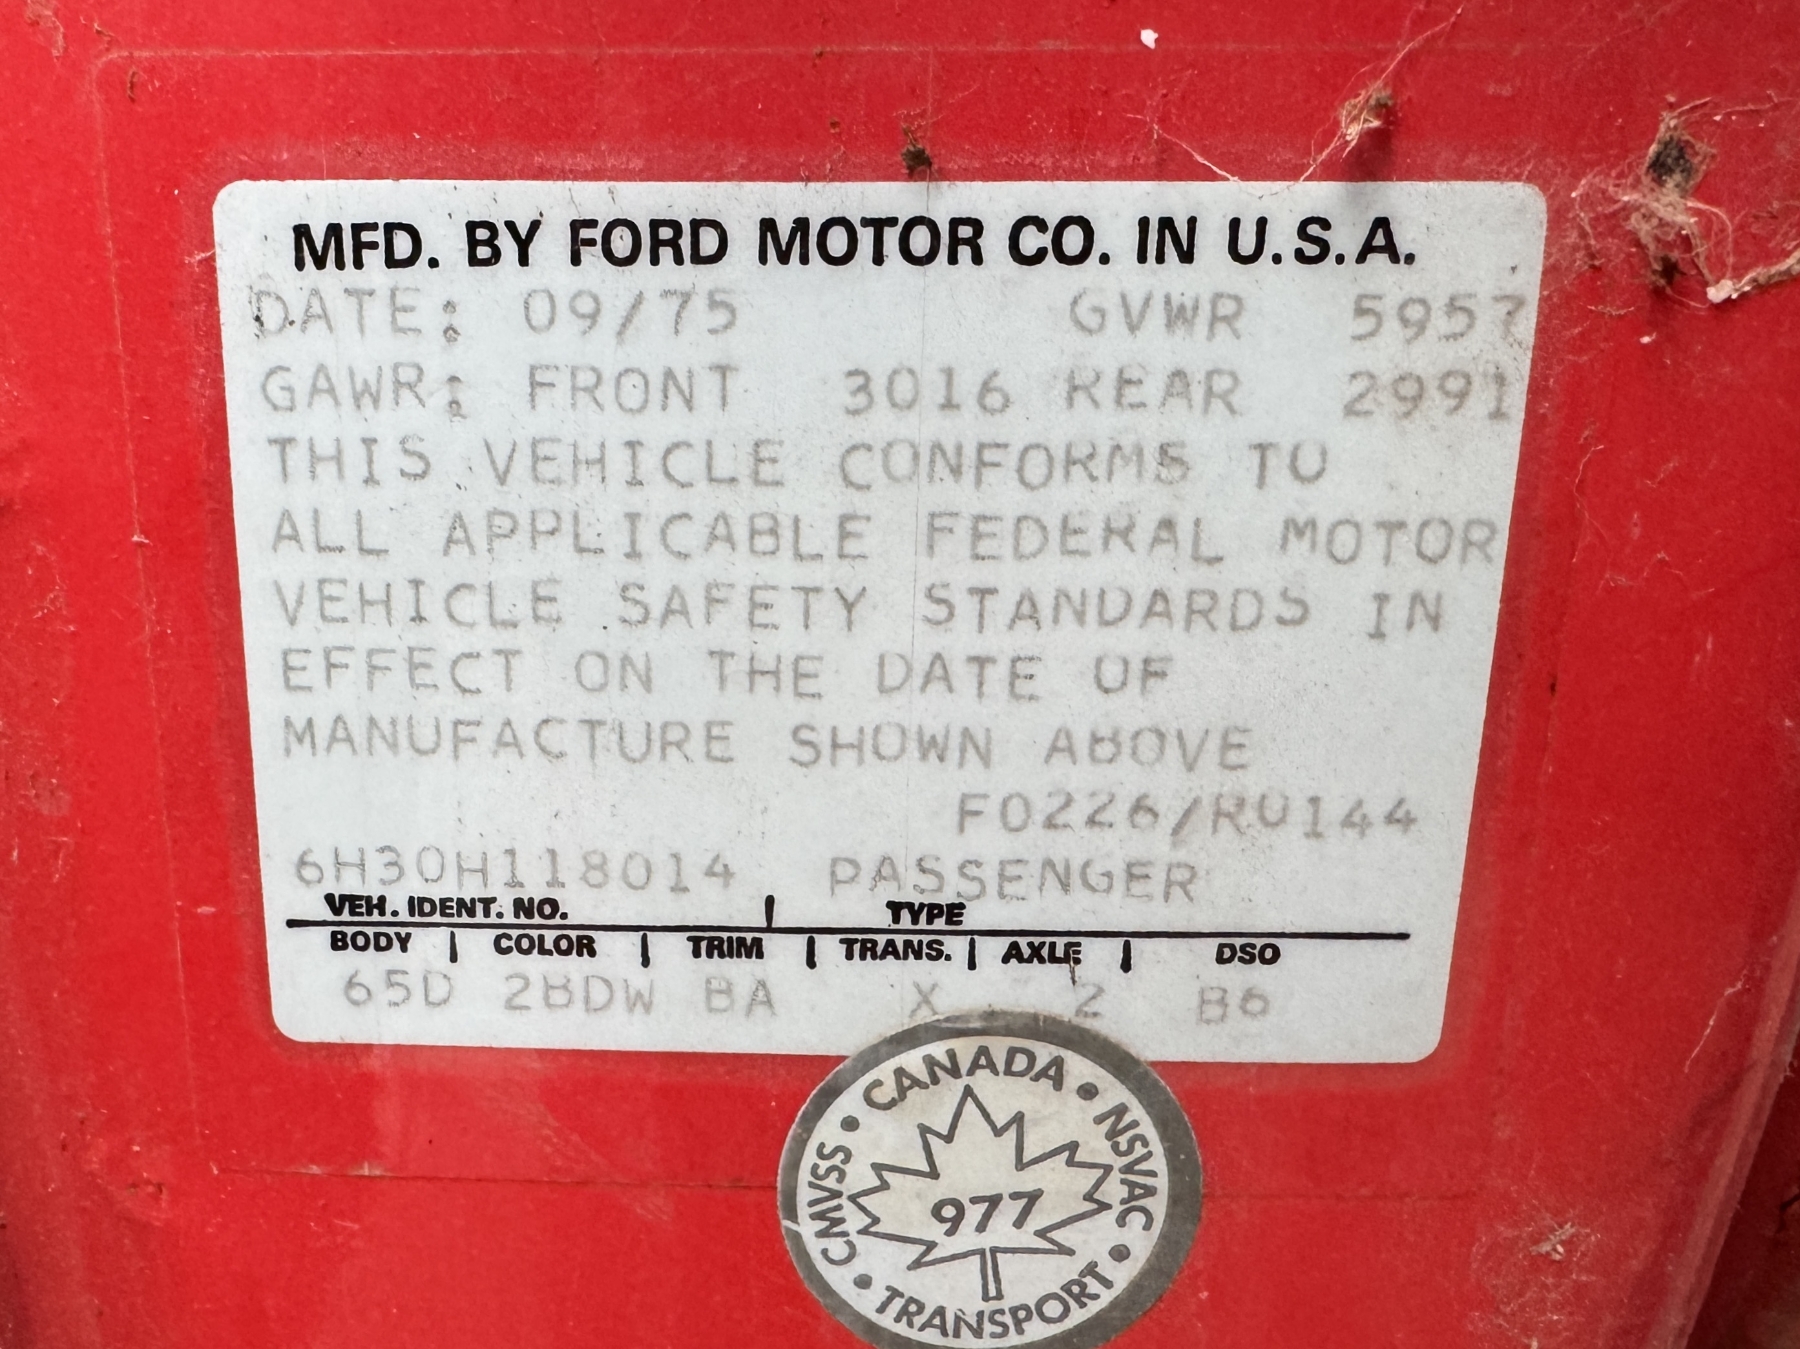 MFD. BY FORD MOTOR CO. IN U.S.A.
DATE: 09/75 GVWR 5957
GAWR: FRONT 3016 REAR 2991
THIS VEHICLE CONFORMS TO
ALL APPLICABLE FEDERAL MOTOR
VEHICLE SAFETY STANDARDS IN
EFFECT ON THE DATE OF
MANUFACTURE SHOWN ABOVE
F0226/R0144
6H30H118014 PASSENGER
VEH. IDENT. NO. | TYPE
BODY | COLOR | TRIM | TRANS. | AXLE | DSO
65D 2BDW BA X 2 B6
CANADA • NSVAC • TRANSPORT • CMVSS •
977